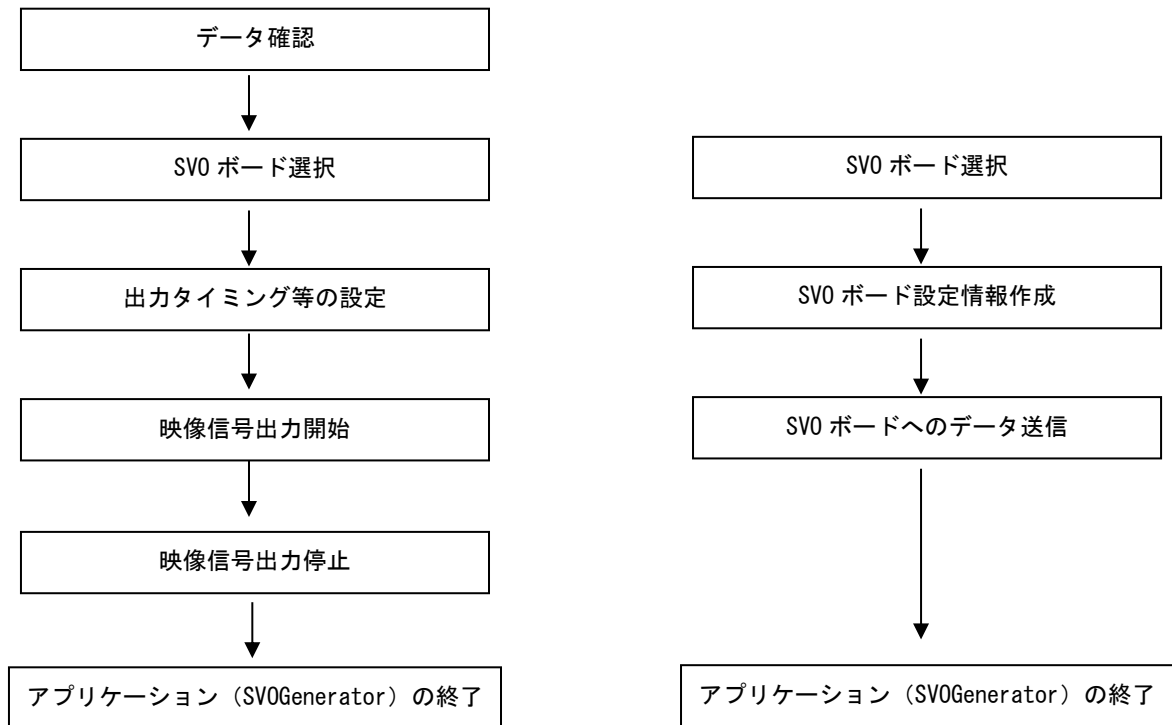 データ確認
SVO ボード選択
出力タイミング等の設定
映像信号出力開始
映像信号出力停止
アプリケーション（SVOGenerator）の終了
SVO ボード選択
SVO ボード設定情報作成
SVO ボードへのデータ送信
アプリケーション（SVOGenerator）の終了